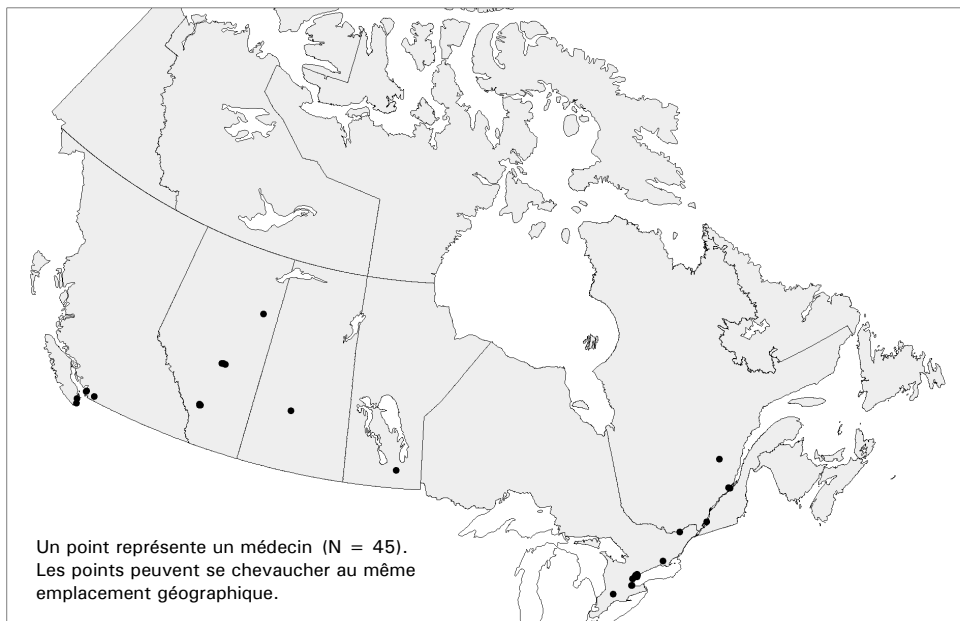 Un point représente un médecin (N = 45).
Les points peuvent se chevaucher au même
emplacement géographique.